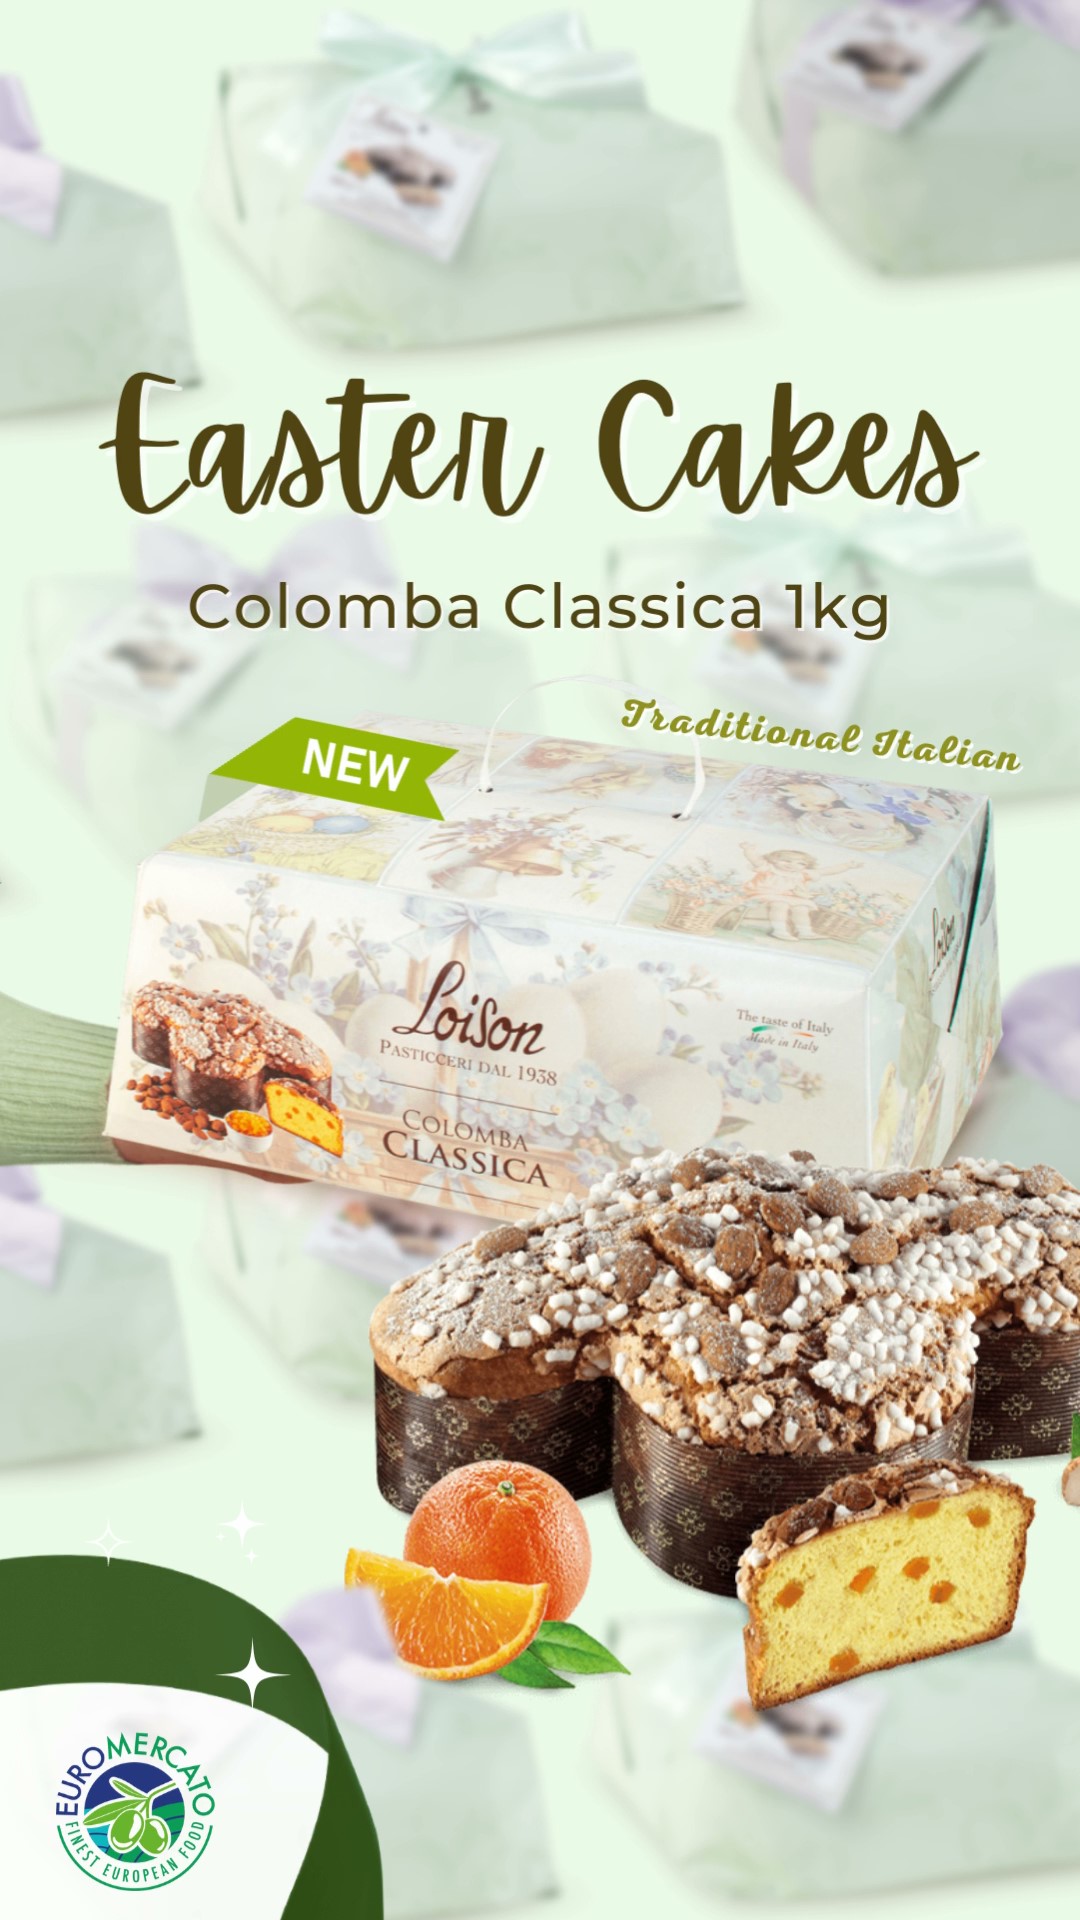 Easter Cakes
Colomba Classica 1kg
Traditional Italian
NEW
Loison
Loison
PASTICCERI DAL 1938
The taste of Italy
Made in Italy
COLOMBA
CLASSICA
EUROMERCATO
FINEST EUROPEAN FOOD